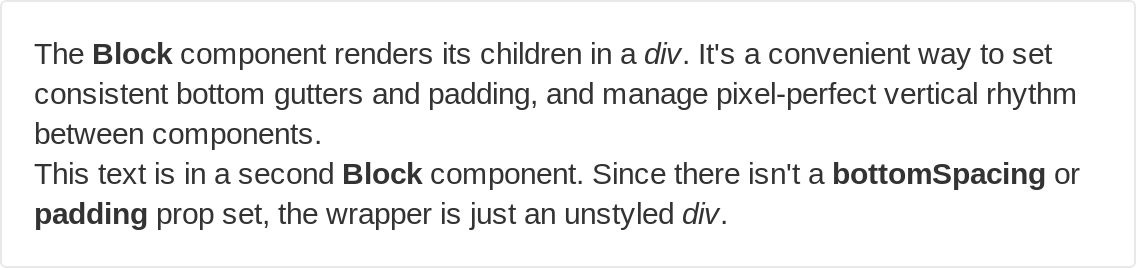 The Block component renders its children in a div. It's a convenient way to set
consistent bottom gutters and padding, and manage pixel-perfect vertical rhythm
between components.
This text is in a second Block component. Since there isn't a bottomSpacing or
padding prop set, the wrapper is just an unstyled div.